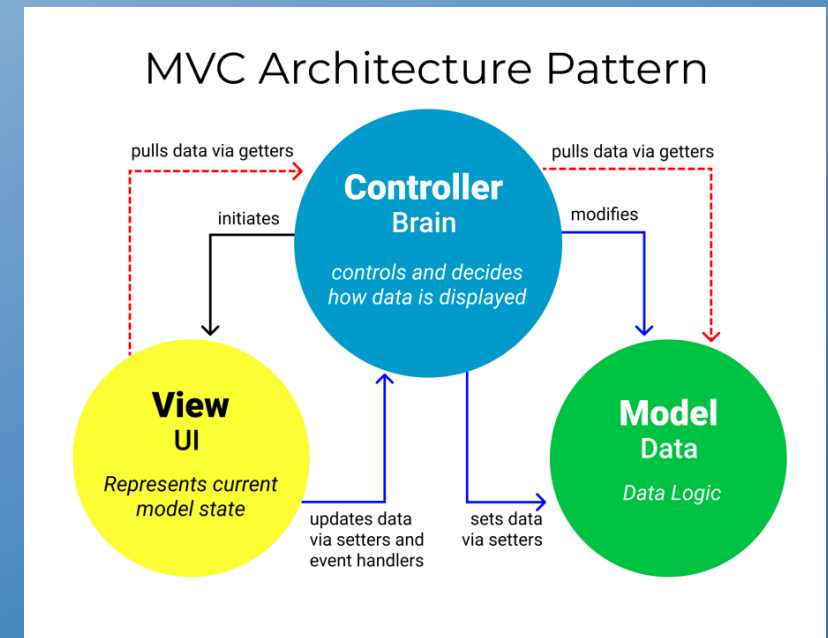 MVC Architecture Pattern
pulls data via getters
pulls data via getters
Controller
Brain
initiates
modifies
controls and decides
how data is displayed
View
UI
Represents current
model state
Model
Data
Data Logic
updates data
via setters and
event handlers
sets data
via setters